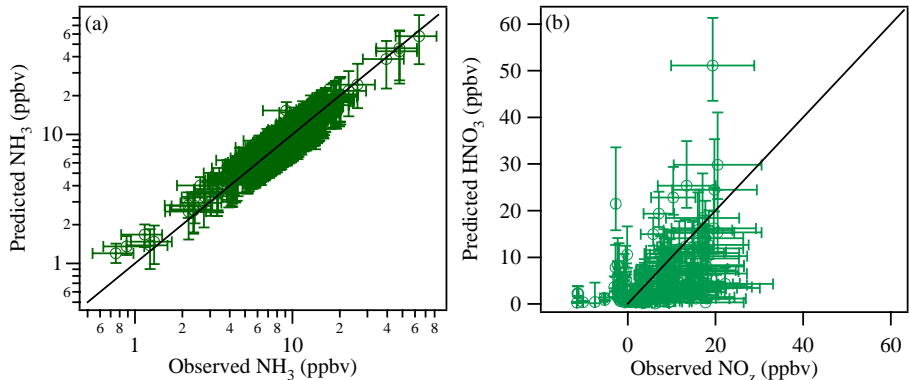 (a)
Predicted NH3 (ppbv)
6
4
2
10
6
4
2
1
6
6 8 1 2 4 6 8 10 20 4 6 8
Observed NH3 (ppbv)
(b)
Predicted HNO3 (ppbv)
60
50
40
30
20
10
0
0 20 40 60
Observed NOz (ppbv)